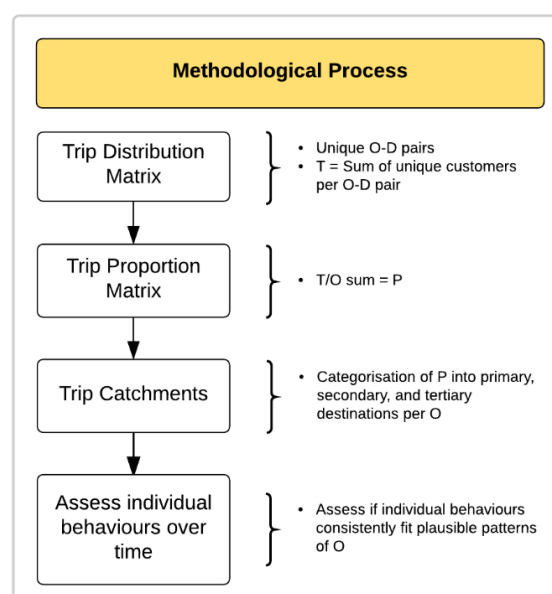 Methodological Process
Trip Distribution
Matrix
• Unique O-D pairs
• T = Sum of unique customers
per O-D pair
Trip Proportion
Matrix
• T/O sum = P
Trip Catchments
• Categorisation of P into primary,
secondary, and tertiary
destinations per O
Assess individual
behaviours over
time
• Assess if individual behaviours
consistently fit plausible patterns
of O